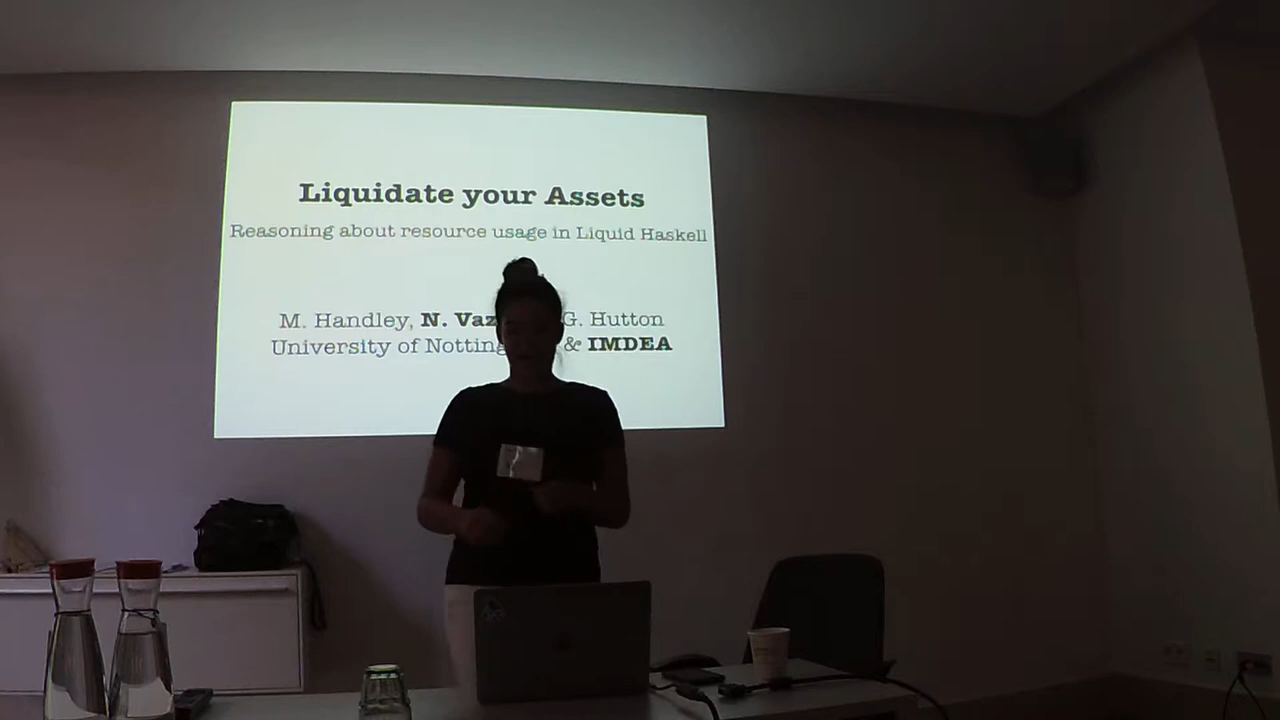 Liquidate your Assets
Reasoning about resource usage in Liquid Haskell
M. Handley, N. Vaz G. Hutton
University of Notting & IMDEA